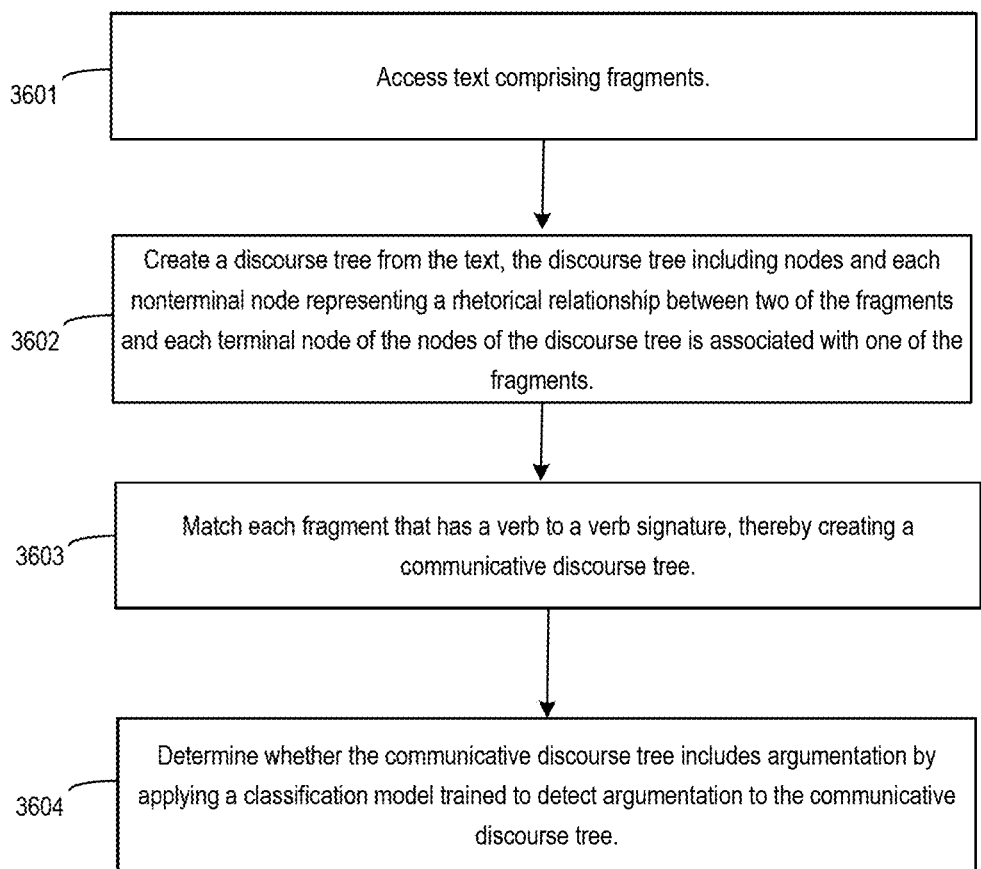 3601
Access text comprising fragments.
Create a discourse tree from the text, the discourse tree including nodes and each
nonterminal node representing a rhetorical relationship between two of the fragments
3602
and each terminal node of the nodes of the discourse tree is associated with one of the
fragments.
Match each fragment that has a verb to a verb signature, thereby creating a
3603
communicative discourse tree.
Determine whether the communicative discourse tree includes argumentation by
3604
applying a classification model trained to detect argumentation to the communicative
discourse tree.